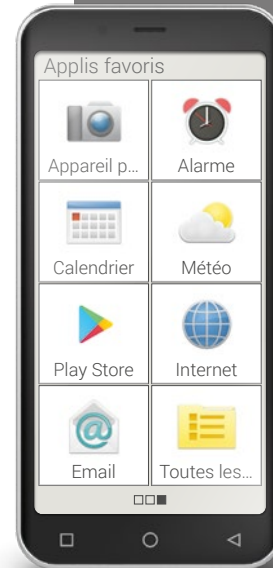 Applis favoris
Appareil p... Alarme
Calendrier Météo
Play Store Internet
Email Toutes les...